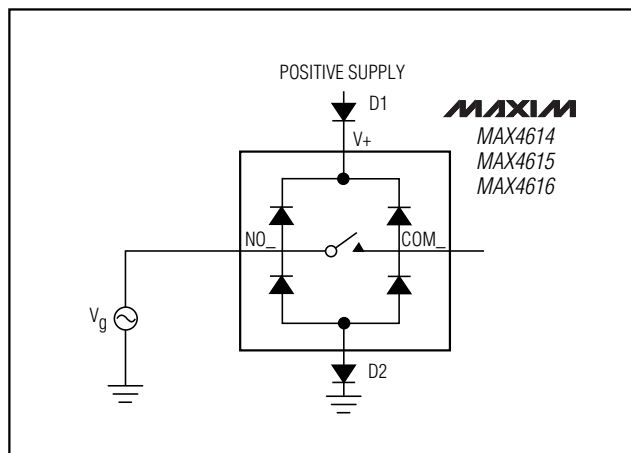 POSITIVE SUPPLY
D1
MAXIM
V+
MAX4614
MAX4615
MAX4616
NO_
COM_
Vg
D2